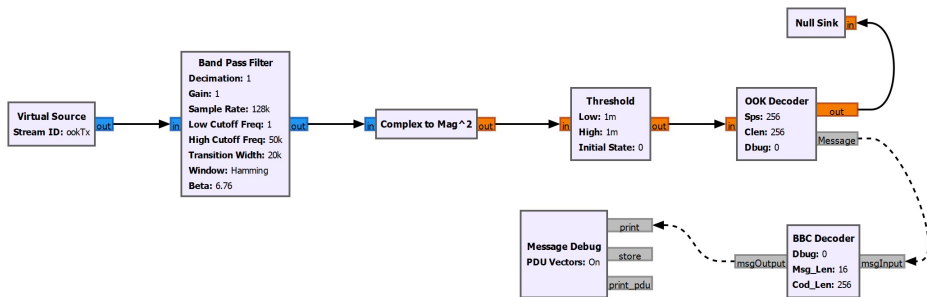 Null Sink
in
Band Pass Filter
Decimation: 1
Gain: 1
Sample Rate: 128k
Low Cutoff Freq: 1
High Cutoff Freq: 50k
Transition Width: 20k
Window: Hamming
Beta: 6.76
in
out
Virtual Source
Stream ID: ookTx
out
Complex to Mag^2
in
out
Threshold
Low: 1m
High: 1m
Initial State: 0
in
out
OOK Decoder
Sps: 256
Clen: 256
Dbug: 0
in
out
Message
Message Debug
PDU Vectors: On
print
store
print_pdu
BBC Decoder
Dbug: 0
Msg_Len: 16
Cod_Len: 256
msgOutput
msgInput